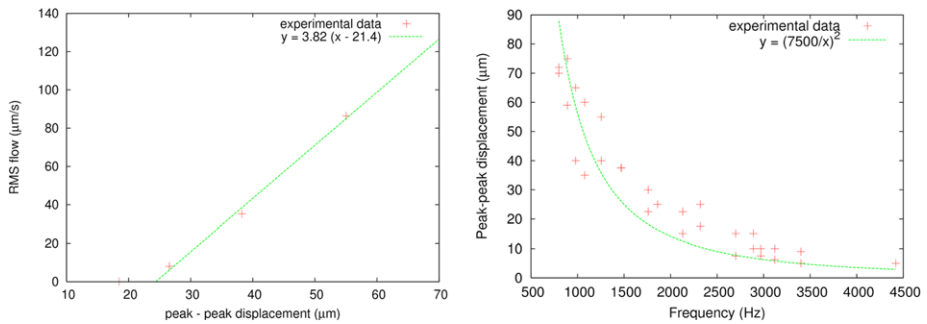 experimental data
y = 3.82 (x - 21.4)
RMS flow (μm/s)
140
120
100
80
60
40
20
0
10 20 30 40 50 60 70
peak - peak displacement (μm)
experimental data
y = (7500/x)²
Peak-peak displacement (μm)
90
80
70
60
50
40
30
20
10
0
500 1000 1500 2000 2500 3000 3500 4000 4500
Frequency (Hz)